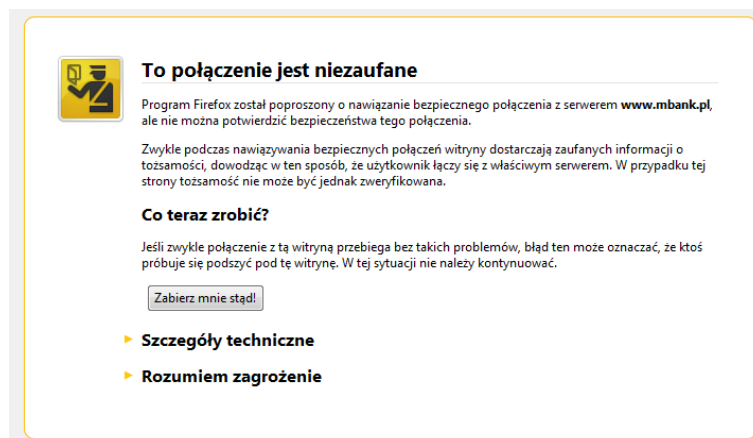 To połączenie jest niezaufane
Program Firefox został poproszony o nawiązanie bezpiecznego połączenia z serwerem www.mbank.pl,
ale nie można potwierdzić bezpieczeństwa tego połączenia.
Zwykle podczas nawiązywania bezpiecznych połączeń witryny dostarczają zaufanych informacji o
tożsamości, dowodząc w ten sposób, że użytkownik łączy się z właściwym serwerem. W przypadku tej
strony tożsamość nie może być jednak zweryfikowana.
Co teraz zrobić?
Jeśli zwykle połączenie z tą witryną przebiega bez takich problemów, błąd ten może oznaczać, że ktoś
próbuje się podszyć pod tę witrynę. W tej sytuacji nie należy kontynuować.
Zabierz mnie stąd!
Szczegóły techniczne
Rozumiem zagrożenie